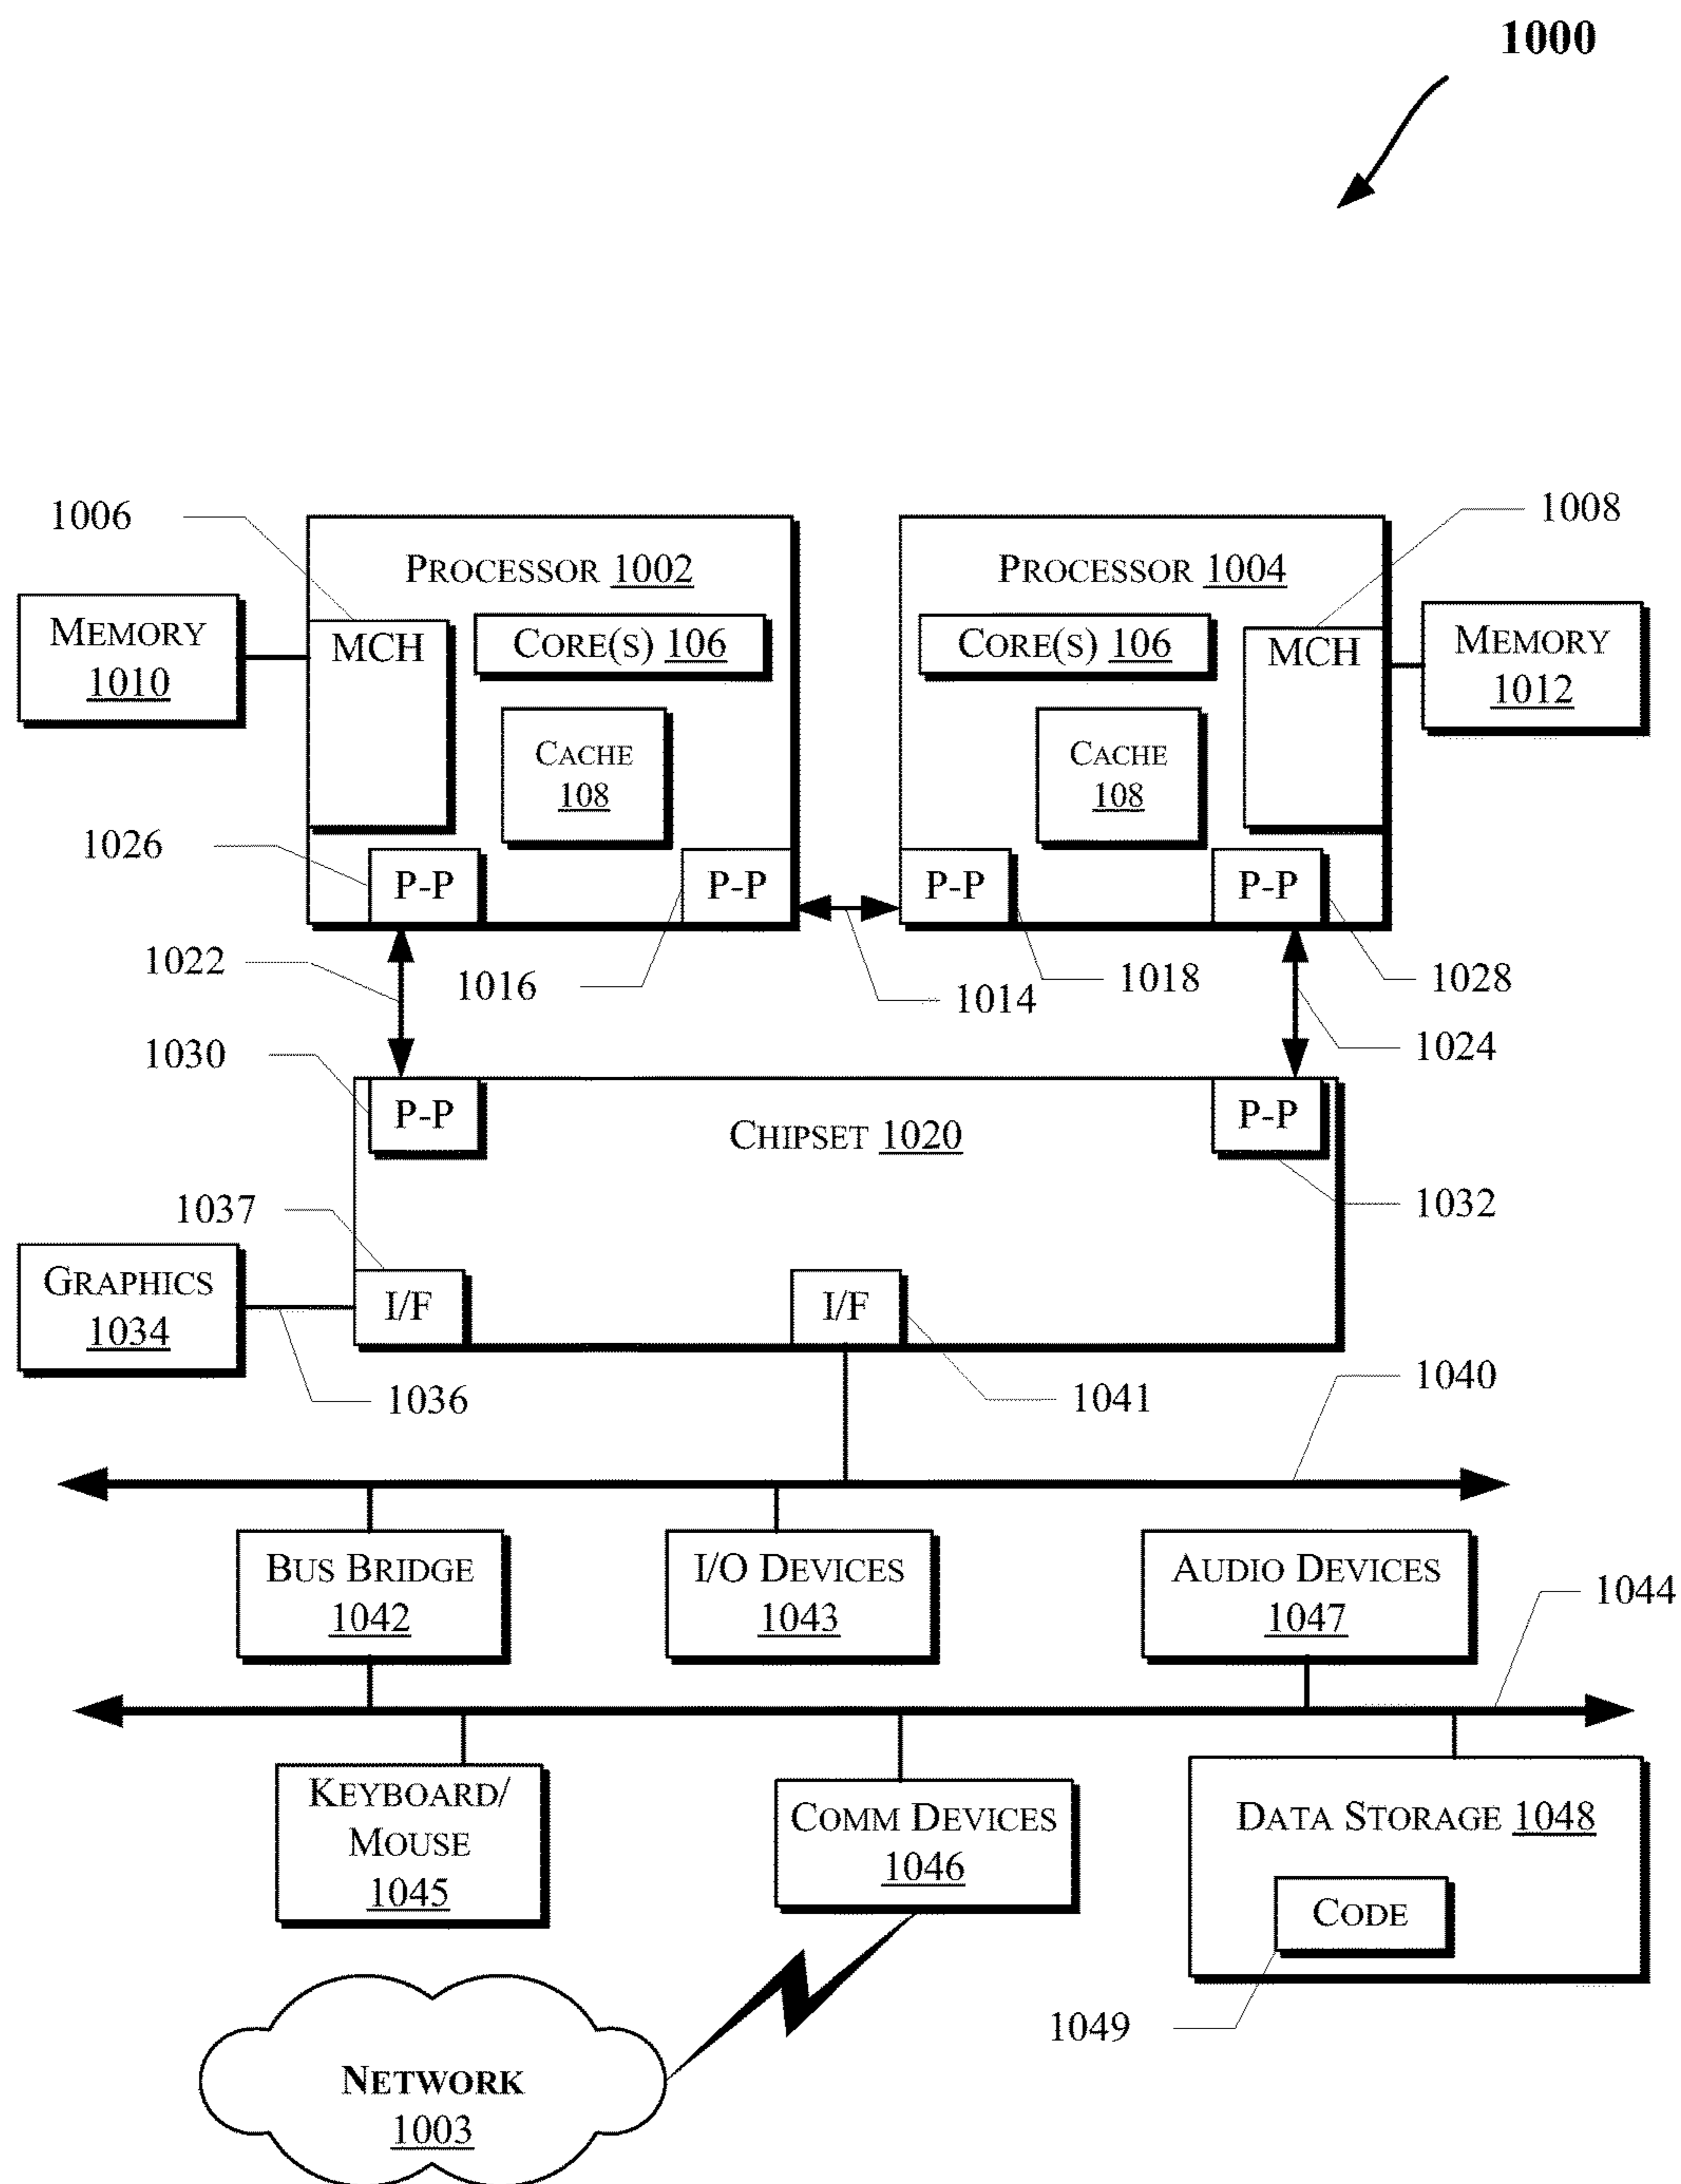 1000
1006
1008
PROCESSOR 1002
PROCESSOR 1004
MEMORY
1010
MCH
CORE(S) 106
CORE(S) 106
MCH
MEMORY
1012
CACHE
108
CACHE
108
1026
P-P
P-P
P-P
P-P
1022
1016
1014
1018
1028
1030
1024
P-P
CHIPSET 1020
P-P
1037
1032
GRAPHICS
1034
I/F
I/F
1036
1041
1040
BUS BRIDGE
1042
I/O DEVICES
1043
AUDIO DEVICES
1047
1044
KEYBOARD/
MOUSE
1045
COMM DEVICES
1046
DATA STORAGE 1048
CODE
1049
NETWORK
1003